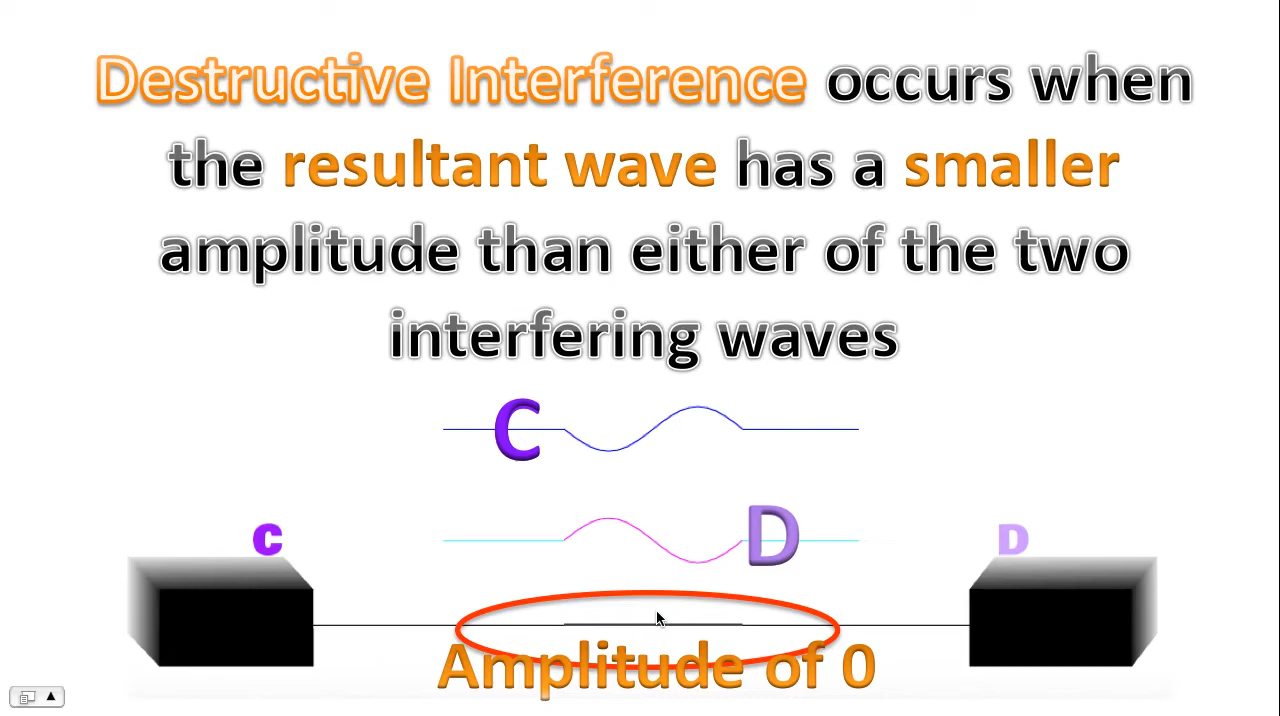 Destructive Interference occurs when
the resultant wave has a smaller
amplitude than either of the two
interfering waves
C
D
C
D
Amplitude of 0